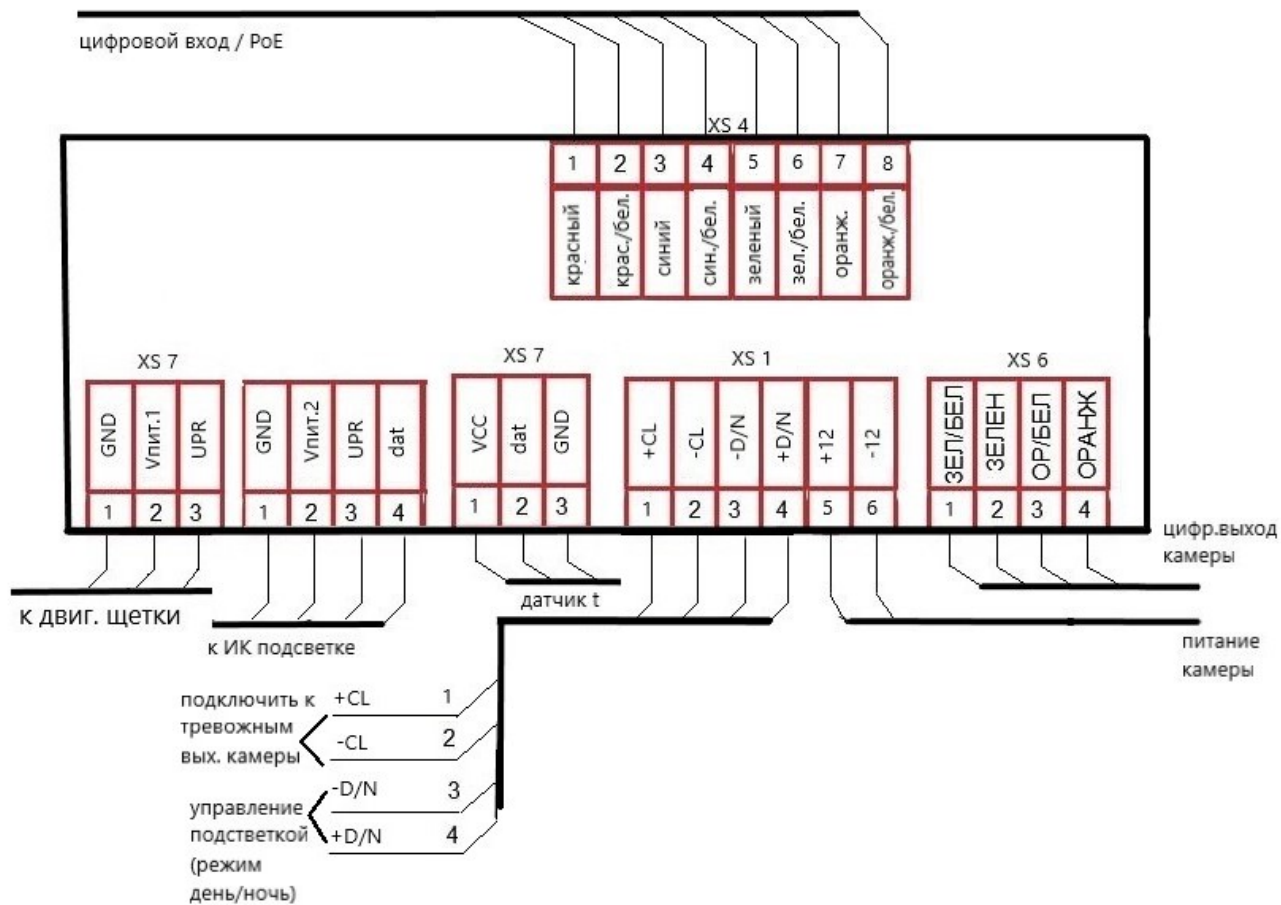 цифровой вход / PoE
XS 4
1 2 3 4 5 6 7 8
красный
крас./бел.
синий
син./бел.
зеленый
зел./бел.
оранж.
оранж./бел.
XS 7
GND
Vпит.1
UPR
1 2 3
GND
Vпит.2
UPR
dat
1 2 3 4
XS 7
VCC
dat
GND
1 2 3
XS 1
+CL
-CL
-D/N
+D/N
+12
-12
1 2 3 4 5 6
XS 6
ЗЕЛ/БЕЛ
ЗЕЛЕН
ОР/БЕЛ
ОРАНЖ
1 2 3 4
к двиг. щетки
к ИК подсветке
датчик t
цифр.выход
камеры
питание
камеры
подключить к
тревожным
вых. камеры
+CL 1
-CL 2
управление
подстветкой
(режим
день/ночь)
-D/N 3
+D/N 4